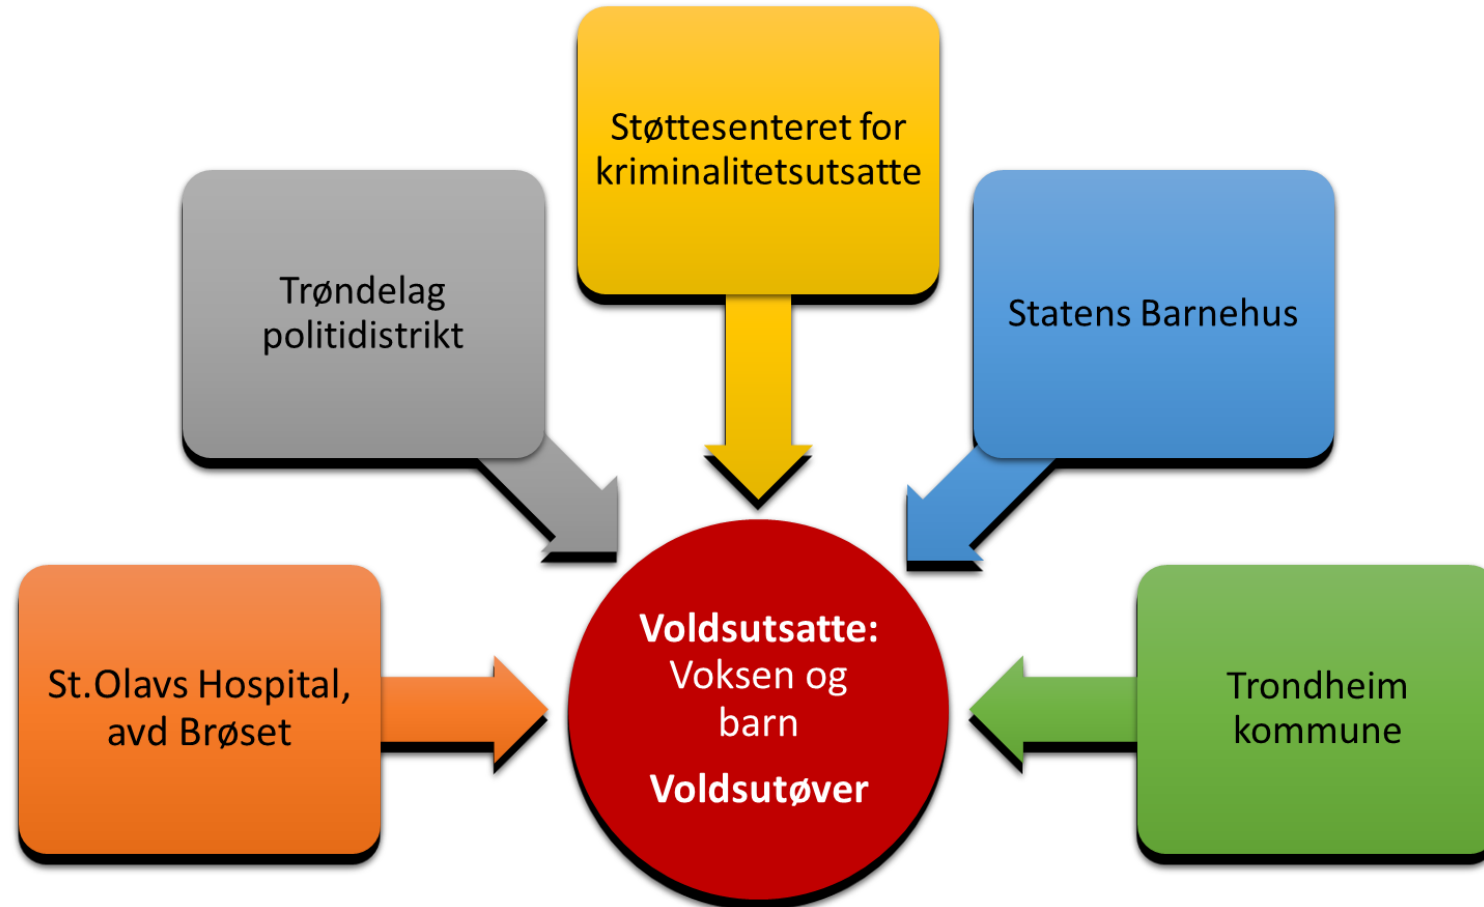 Støttesenteret for
kriminalitetsutsatte
Trøndelag
politidistrikt
Statens Barnehus
St.Olavs Hospital,
avd Brøset
Voldsutsatte:
Voksen og
barn
Voldsutøver
Trondheim
kommune